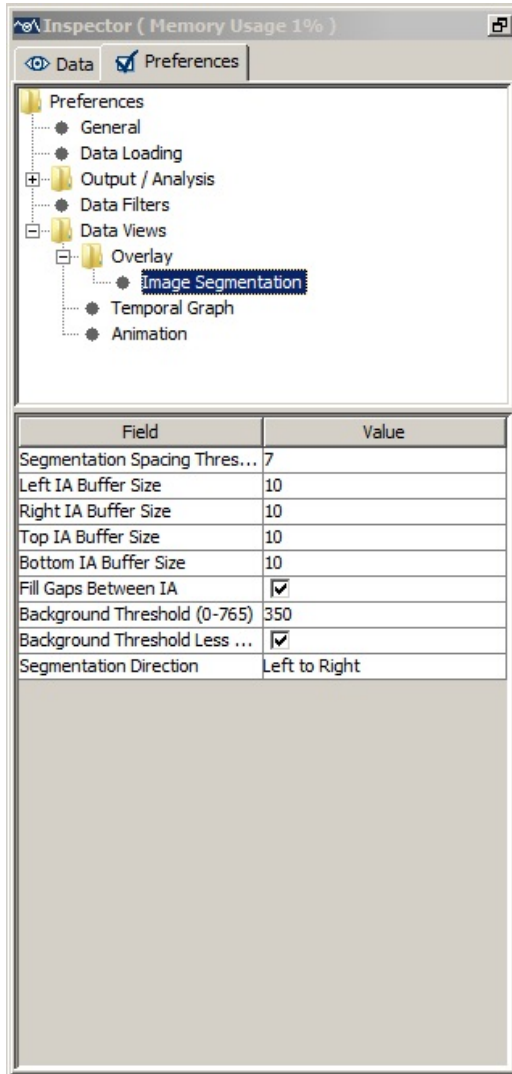 Inspector ( Memory Usage 1% )
Data Preferences
Preferences
General
Data Loading
Output / Analysis
Data Filters
Data Views
Overlay
Image Segmentation
Temporal Graph
Animation
Field Value
Segmentation Spacing Thres... 7
Left IA Buffer Size 10
Right IA Buffer Size 10
Top IA Buffer Size 10
Bottom IA Buffer Size 10
Fill Gaps Between IA
Background Threshold (0-765) 350
Background Threshold Less ...
Segmentation Direction Left to Right